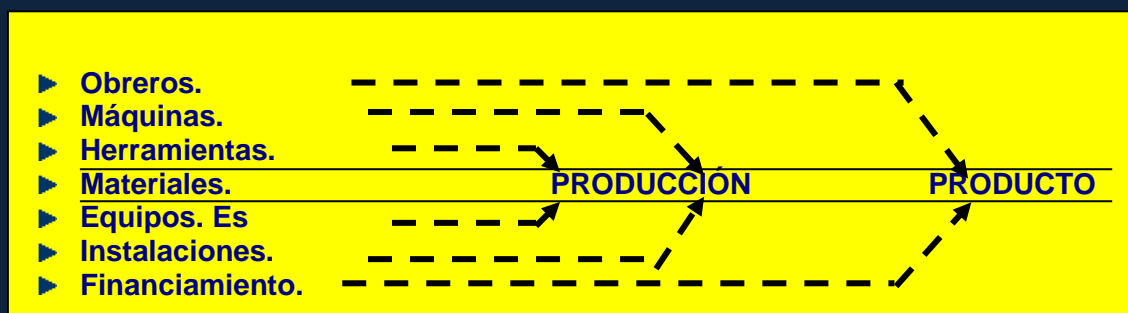 Obreros.
Máquinas.
Herramientas.
Materiales. PRODUCCIÓN PRODUCTO
Equipos. Es
Instalaciones.
Financiamiento.